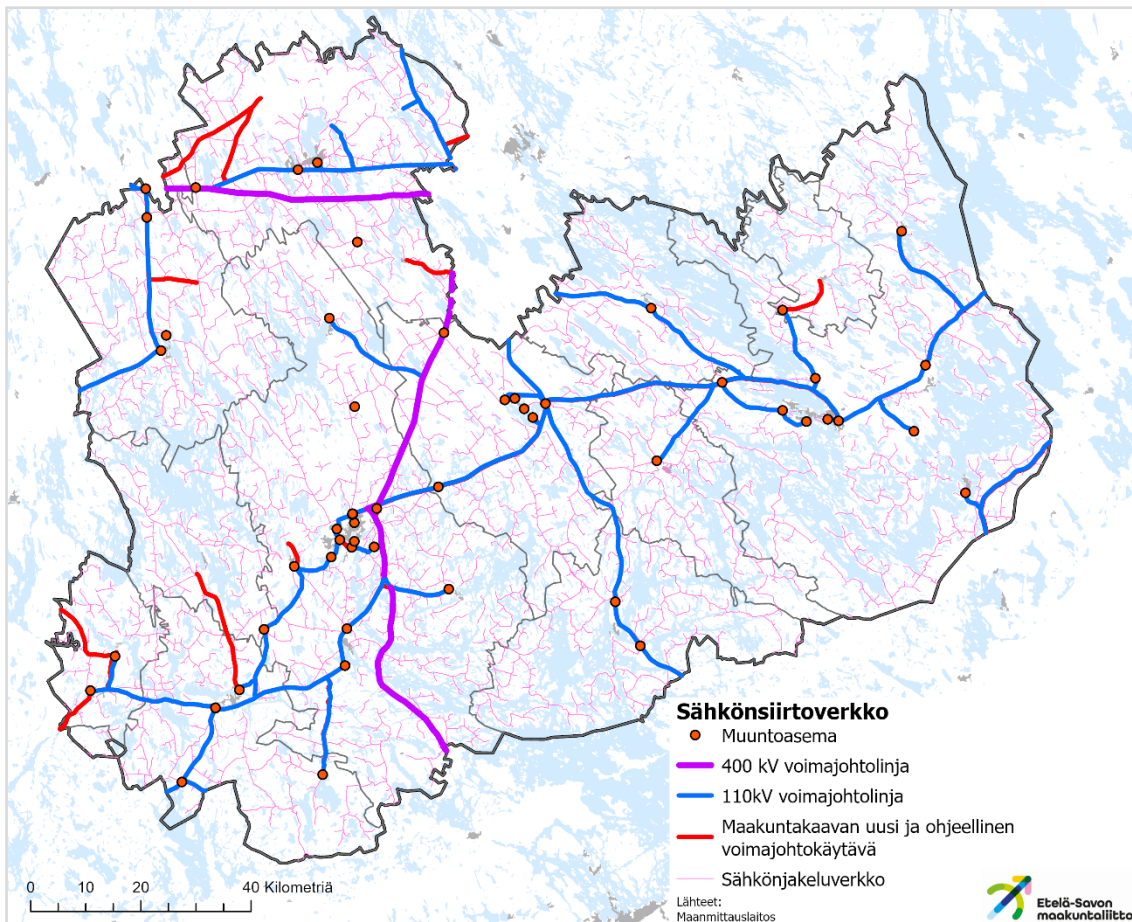 Sähkönsiirtoverkko
Muuntoasema
400 kV voimajohtolinja
110kV voimajohtolinja
Maakuntakaavan uusi ja ohjeellinen
voimajohtokäytävä
Sähkönjakeluverkko
Lähteet:
Maanmittauslaitos
0 10 20 40 Kilometriä
Etelä-Savon
maakuntaliitto